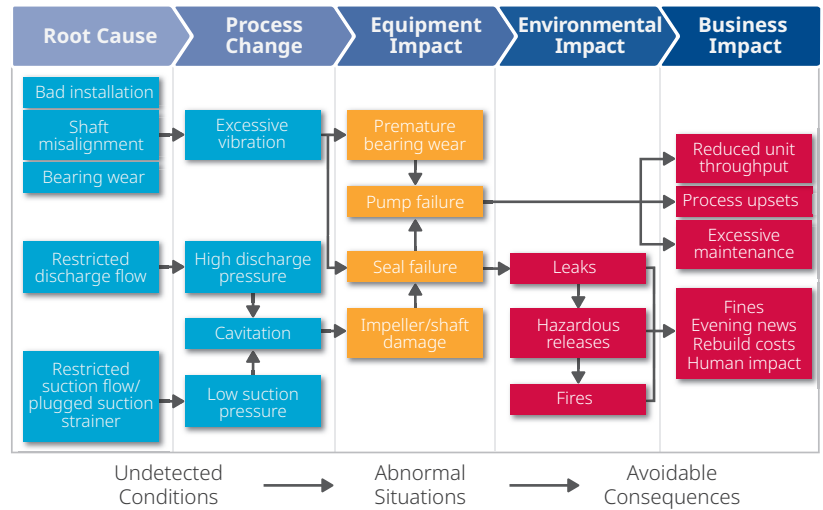 Root Cause
Process
Change
Equipment
Impact
Environmental
Impact
Business
Impact
Bad installation
Shaft
misalignment
Bearing wear
Restricted
discharge flow
Restricted
suction flow/
plugged suction
strainer
Excessive
vibration
High discharge
pressure
Cavitation
Low suction
pressure
Premature
bearing wear
Pump failure
Seal failure
Impeller/shaft
damage
Leaks
Hazardous
releases
Fires
Reduced unit
throughput
Process upsets
Excessive
maintenance
Fines
Evening news
Rebuild costs
Human impact
Undetected
Conditions
Abnormal
Situations
Avoidable
Consequences